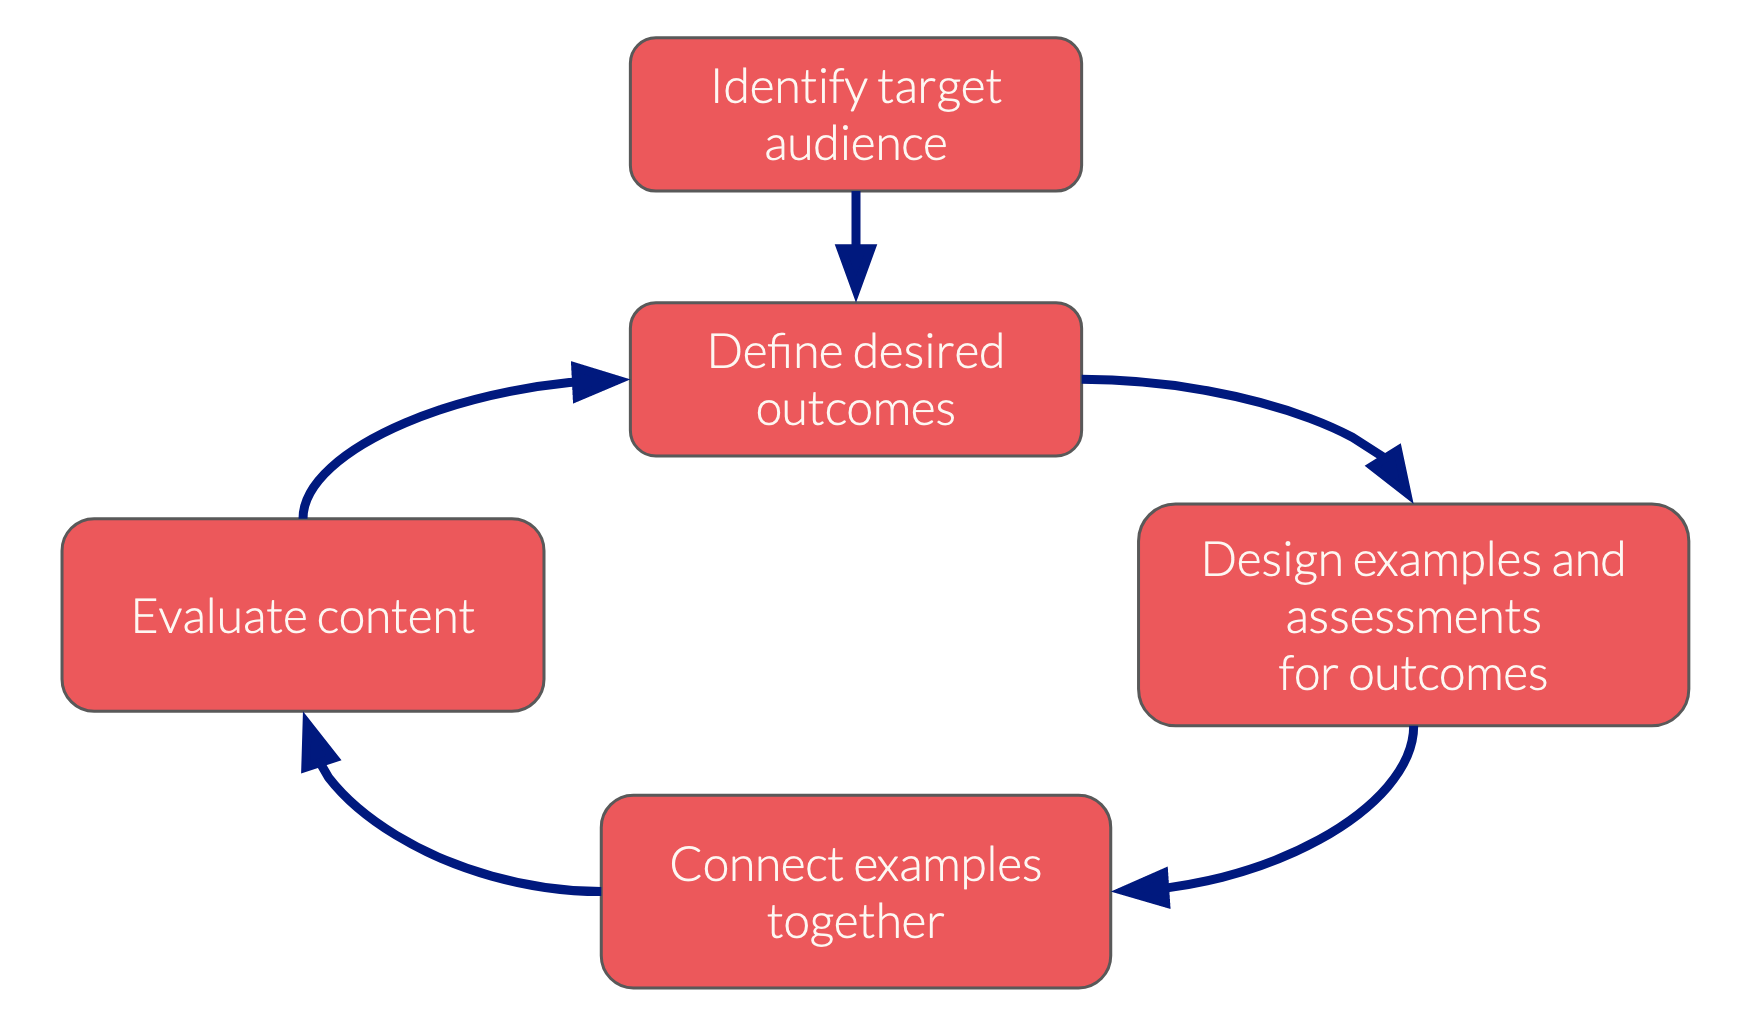 Identify target
audience
Define desired
outcomes
Design examples and
assessments
for outcomes
Evaluate content
Connect examples
together